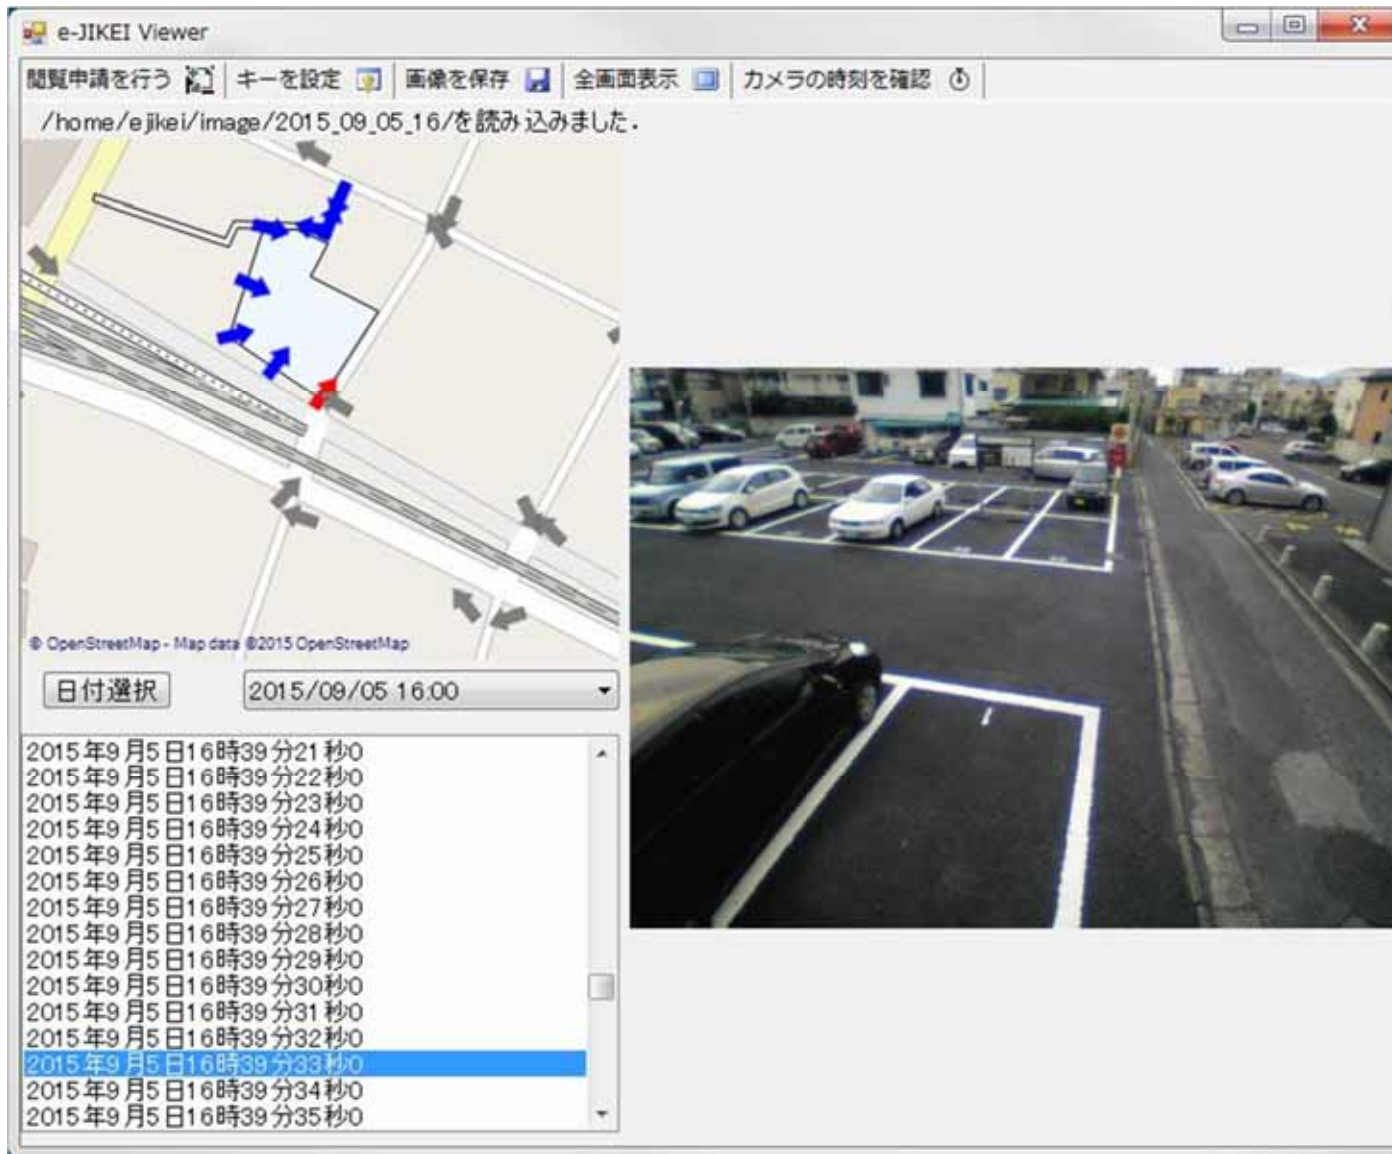 e-JIKEI Viewer
閲覧申請を行う キーを設定 画像を保存 全画面表示 カメラの時刻を確認
/home/ejikei/image/2015_09_05_16/を読み込みました.
© OpenStreetMap - Map data ©2015 OpenStreetMap
日付選択 2015/09/05 16:00
2015年9月5日16時39分21秒0
2015年9月5日16時39分22秒0
2015年9月5日16時39分23秒0
2015年9月5日16時39分24秒0
2015年9月5日16時39分25秒0
2015年9月5日16時39分26秒0
2015年9月5日16時39分27秒0
2015年9月5日16時39分28秒0
2015年9月5日16時39分29秒0
2015年9月5日16時39分30秒0
2015年9月5日16時39分31秒0
2015年9月5日16時39分32秒0
2015年9月5日16時39分33秒0
2015年9月5日16時39分34秒0
2015年9月5日16時39分35秒0